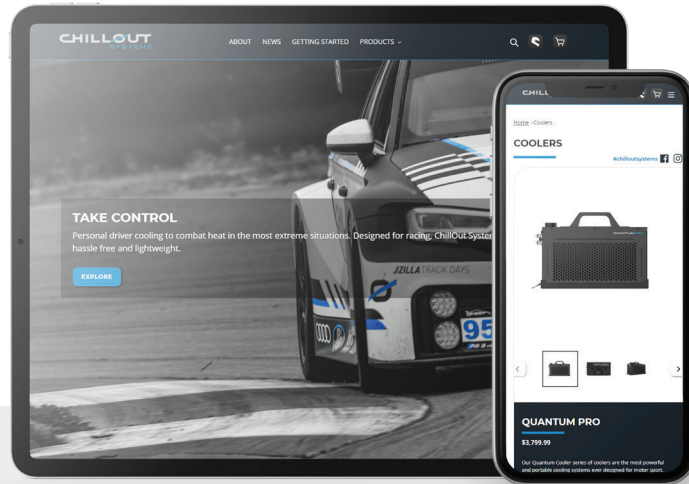 CHILLOUT
SYSTEMS
ABOUT NEWS GETTING STARTED PRODUCTS
TAKE CONTROL
Personal driver cooling to combat heat in the most extreme situations. Designed for racing, ChillOut
hassle free and lightweight.
EXPLORE
ZILLA TRACK DAYS
95
Home › Coolers
COOLERS
#chilloutsystems
QUANTUMPRO
QUANTUM PRO
$3,799.99
Our Quantum Cooler series of coolers are the most powerful
and portable cooling systems ever designed for motor sport.